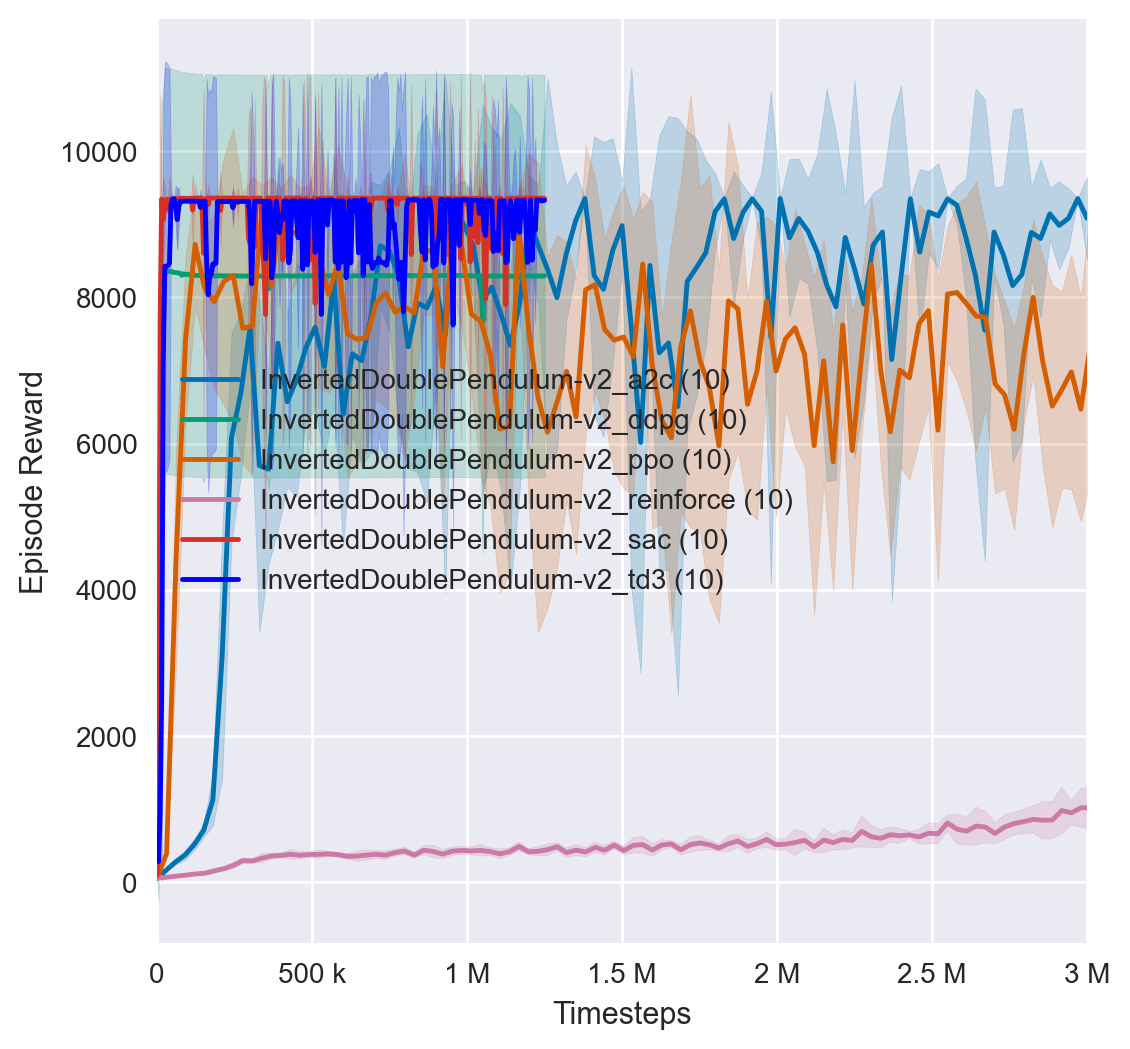 10000
8000
6000
4000
2000
0
Episode Reward
InvertedDoublePendulum-v2_a2c (10)
InvertedDoublePendulum-v2_ddpg (10)
InvertedDoublePendulum-v2_ppo (10)
InvertedDoublePendulum-v2_reinforce (10)
InvertedDoublePendulum-v2_sac (10)
InvertedDoublePendulum-v2_td3 (10)
0 500 k 1 M 1.5 M 2 M 2.5 M 3 M
Timesteps